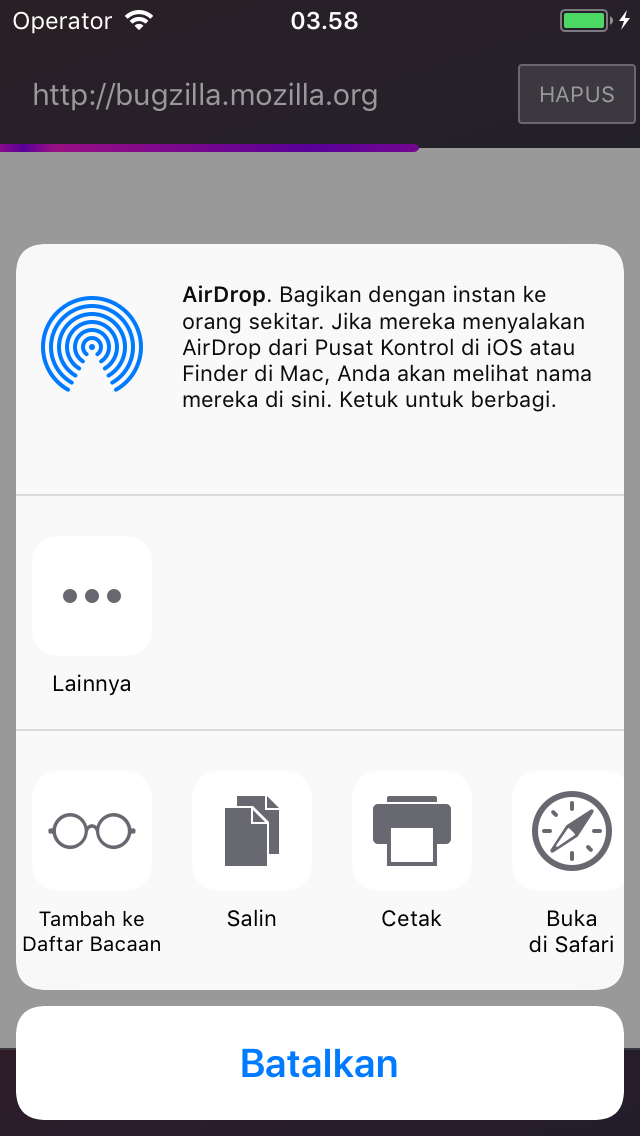 Operator
03.58
http://bugzilla.mozilla.org
HAPUS
AirDrop. Bagikan dengan instan ke
orang sekitar. Jika mereka menyalakan
AirDrop dari Pusat Kontrol di iOS atau
Finder di Mac, Anda akan melihat nama
mereka di sini. Ketuk untuk berbagi.
Lainnya
Tambah ke
Daftar Bacaan
Salin
Cetak
Buka
di Safari
Batalkan